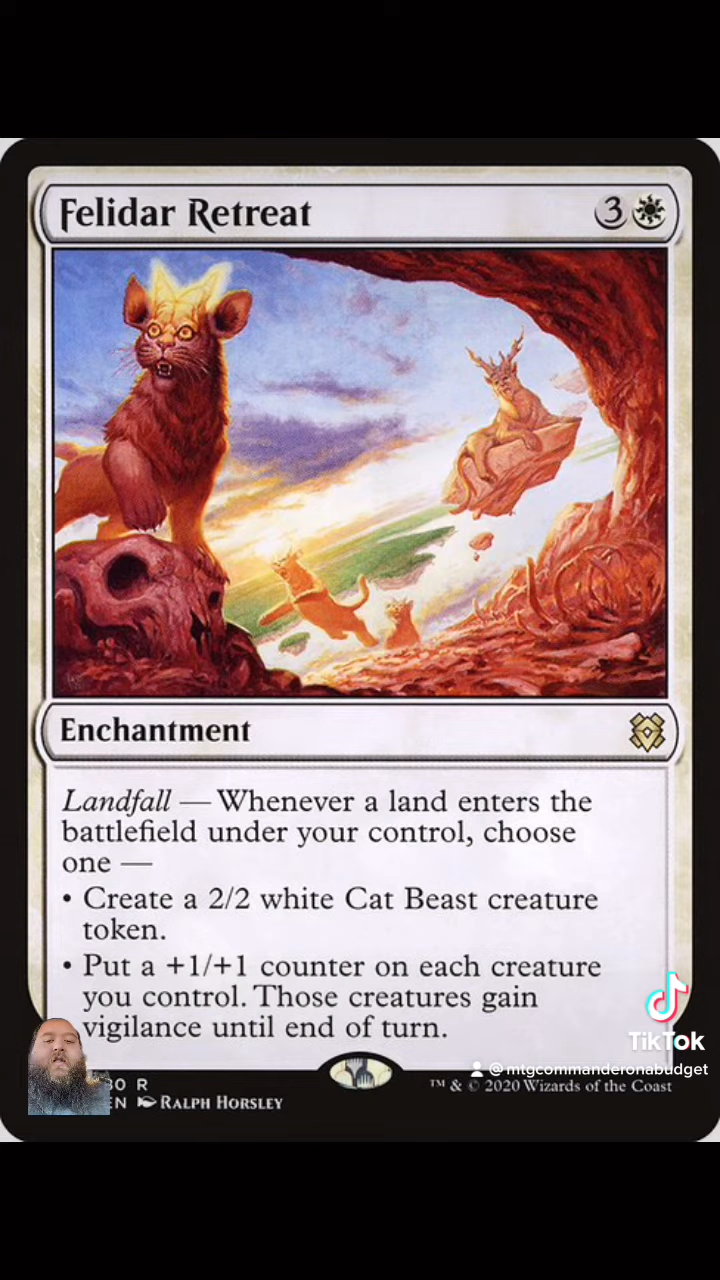 Felidar Retreat 3
Enchantment
Landfall — Whenever a land enters the
battlefield under your control, choose
one —
• Create a 2/2 white Cat Beast creature
token.
• Put a +1/+1 counter on each creature
you control. Those creatures gain
vigilance until end of turn.
TikTok
@mtgcommanderonabudget
R
™ & © 2020 Wizards of the Coast
EN RALPH HORSLEY